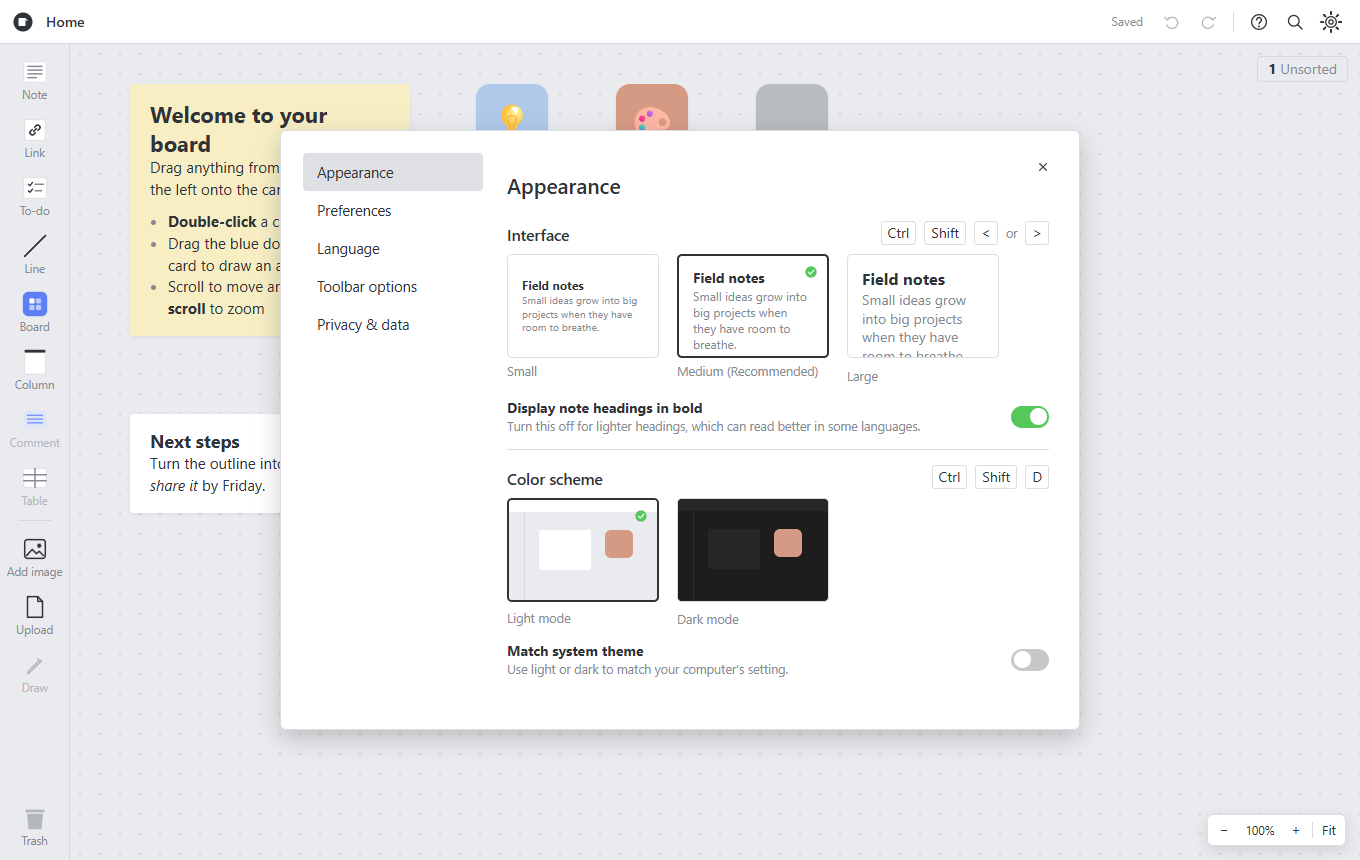 Home
Saved
1 Unsorted
Note
Link
To-do
Line
Board
Column
Comment
Table
Add image
Upload
Draw
Trash
Welcome to your
board
Drag anything from
the left onto the
Double-click a
Drag the blue
card to draw an
Scroll to move
scroll to zoom
Next steps
Turn the outline
share it by Friday.
Appearance
Preferences
Language
Toolbar options
Privacy & data
×
Appearance
Interface
Ctrl Shift < or >
Field notes
Small ideas grow into big
projects when they have
room to breathe.
Small
Field notes
Small ideas grow into
big projects when
they have room to
breathe.
Medium (Recommended)
Field notes
Small ideas grow
into big projects
when they have
room to breathe
Large
Display note headings in bold
Turn this off for lighter headings, which can read better in some languages.
Color scheme
Ctrl Shift D
Light mode
Dark mode
Match system theme
Use light or dark to match your computer's setting.
− 100% + Fit